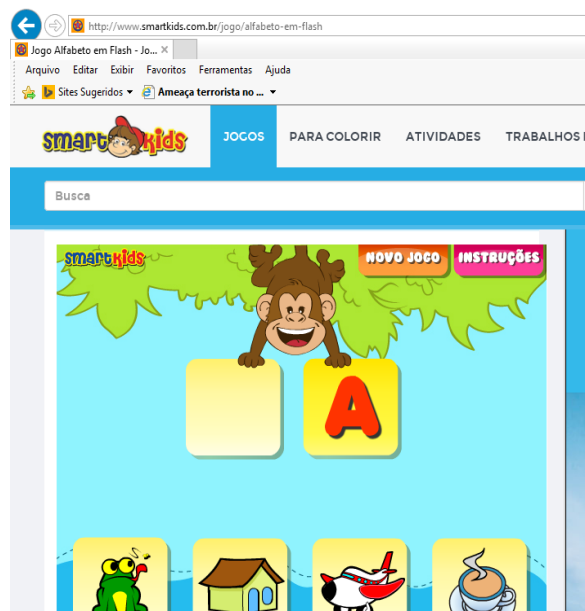 http://www.smartkids.com.br/jogo/alfabeto-em-flash
Jogo Alfabeto em Flash - Jo...
Arquivo Editar Exibir Favoritos Ferramentas Ajuda
Sites Sugeridos Ameaça terrorista no ...
smart kids JOGOS PARA COLORIR ATIVIDADES TRABALHOS
Busca
smartkids NOVO JOGO INSTRUÇÕES
A